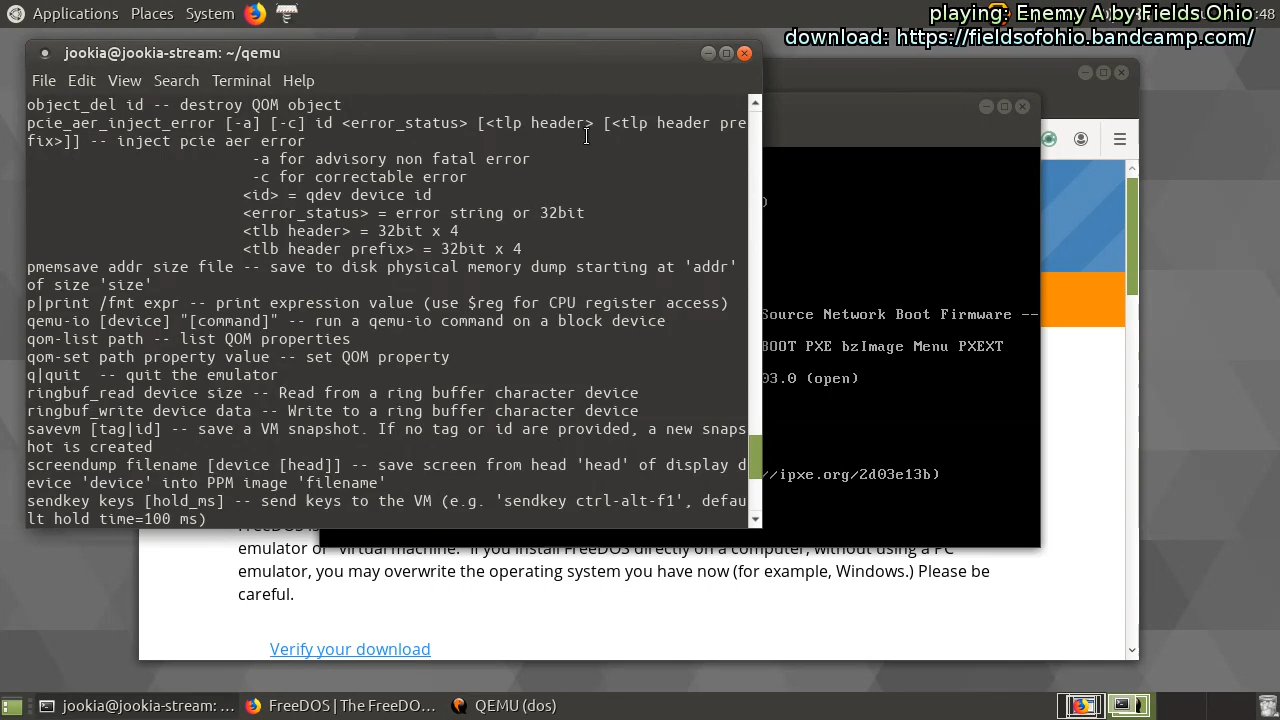 Applications Places System
playing: Enemy A by Fields Ohio
:48
download: https://fieldsofohio.bandcamp.com/
jookia@jookia-stream: ~/qemu
File Edit View Search Terminal Help
object_del id -- destroy QOM object
pcie_aer_inject_error [-a] [-c] id <error_status> [<tlp header> [<tlp header pre
fix>]] -- inject pcie aer error
-a for advisory non fatal error
-c for correctable error
<id> = qdev device id
<error_status> = error string or 32bit
<tlb header> = 32bit x 4
<tlb header prefix> = 32bit x 4
pmemsave addr size file -- save to disk physical memory dump starting at 'addr'
of size 'size'
p|print /fmt expr -- print expression value (use $reg for CPU register access)
qemu-io [device] "[command]" -- run a qemu-io command on a block device
qom-list path -- list QOM properties
qom-set path property value -- set QOM property
q|quit  -- quit the emulator
ringbuf_read device size -- Read from a ring buffer character device
ringbuf_write device data -- Write to a ring buffer character device
savevm [tag|id] -- save a VM snapshot. If no tag or id are provided, a new snaps
hot is created
screendump filename [device [head]] -- save screen from head 'head' of display d
evice 'device' into PPM image 'filename'
sendkey keys [hold_ms] -- send keys to the VM (e.g. 'sendkey ctrl-alt-f1', defau
lt hold time=100 ms)
)
Source Network Boot Firmware --
BOOT PXE bzImage Menu PXEXT
03.0 (open)
//ipxe.org/2d03e13b)
emulator or "virtual machine." If you install FreeDOS directly on a computer, without using a PC
emulator, you may overwrite the operating system you have now (for example, Windows.) Please be
careful.
Verify your download
jookia@jookia-stream: ...
FreeDOS | The FreeDO...
QEMU (dos)